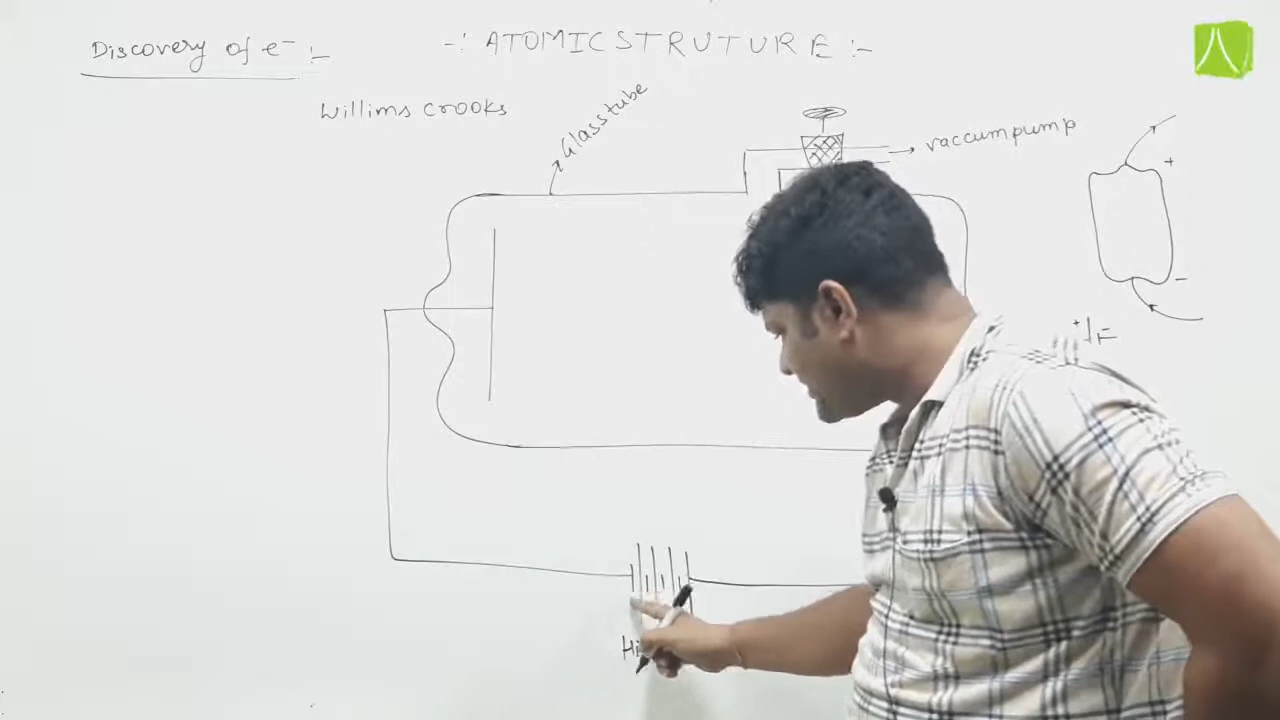 Discovery of e⁻ :-
-: ATOMIC STRUTURE :-
Willims crooks
Glass tube
vaccum pump
+
-